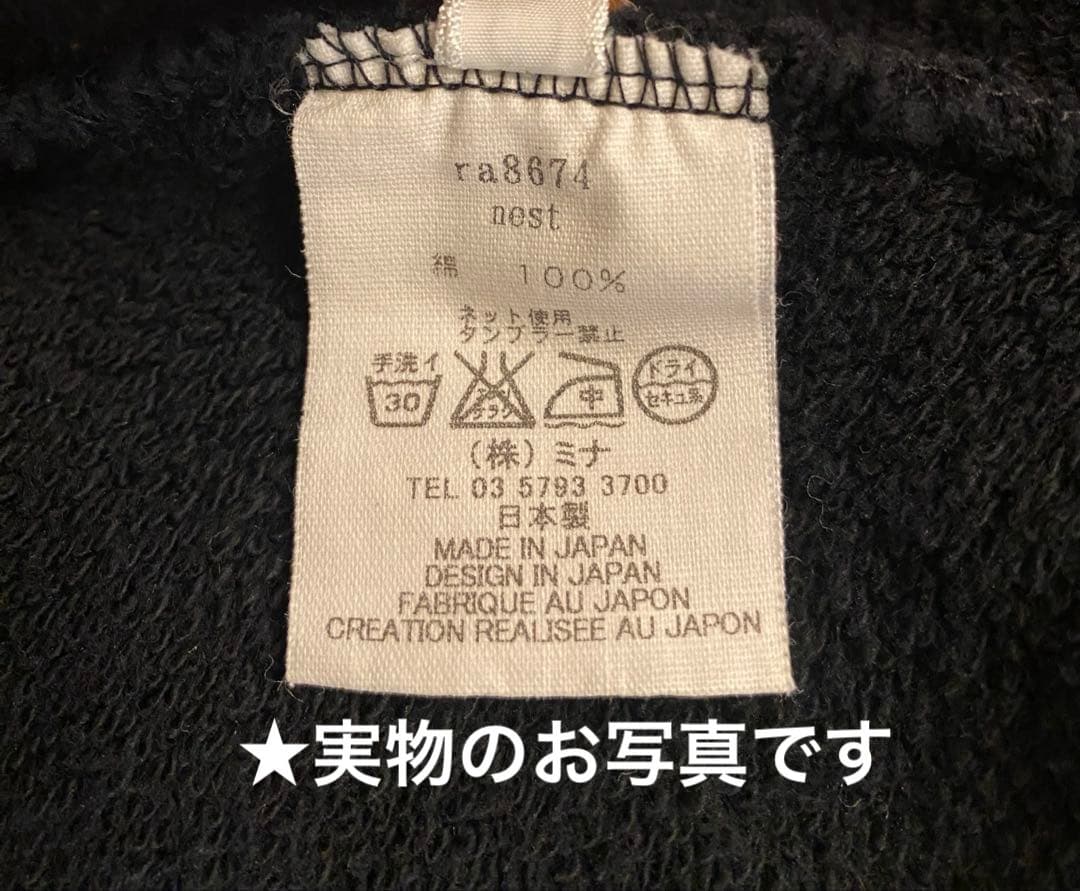 ra8674
nest
綿 100%
ネット使用
タンブラー禁止
手洗イ
30
エンソ
サラシ
中
ドライ
セキユ系
（株）ミナ
TEL 03 5793 3700
日本製
MADE IN JAPAN
DESIGN IN JAPAN
FABRIQUE AU JAPON
CREATION REALISEE AU JAPON
★実物のお写真です